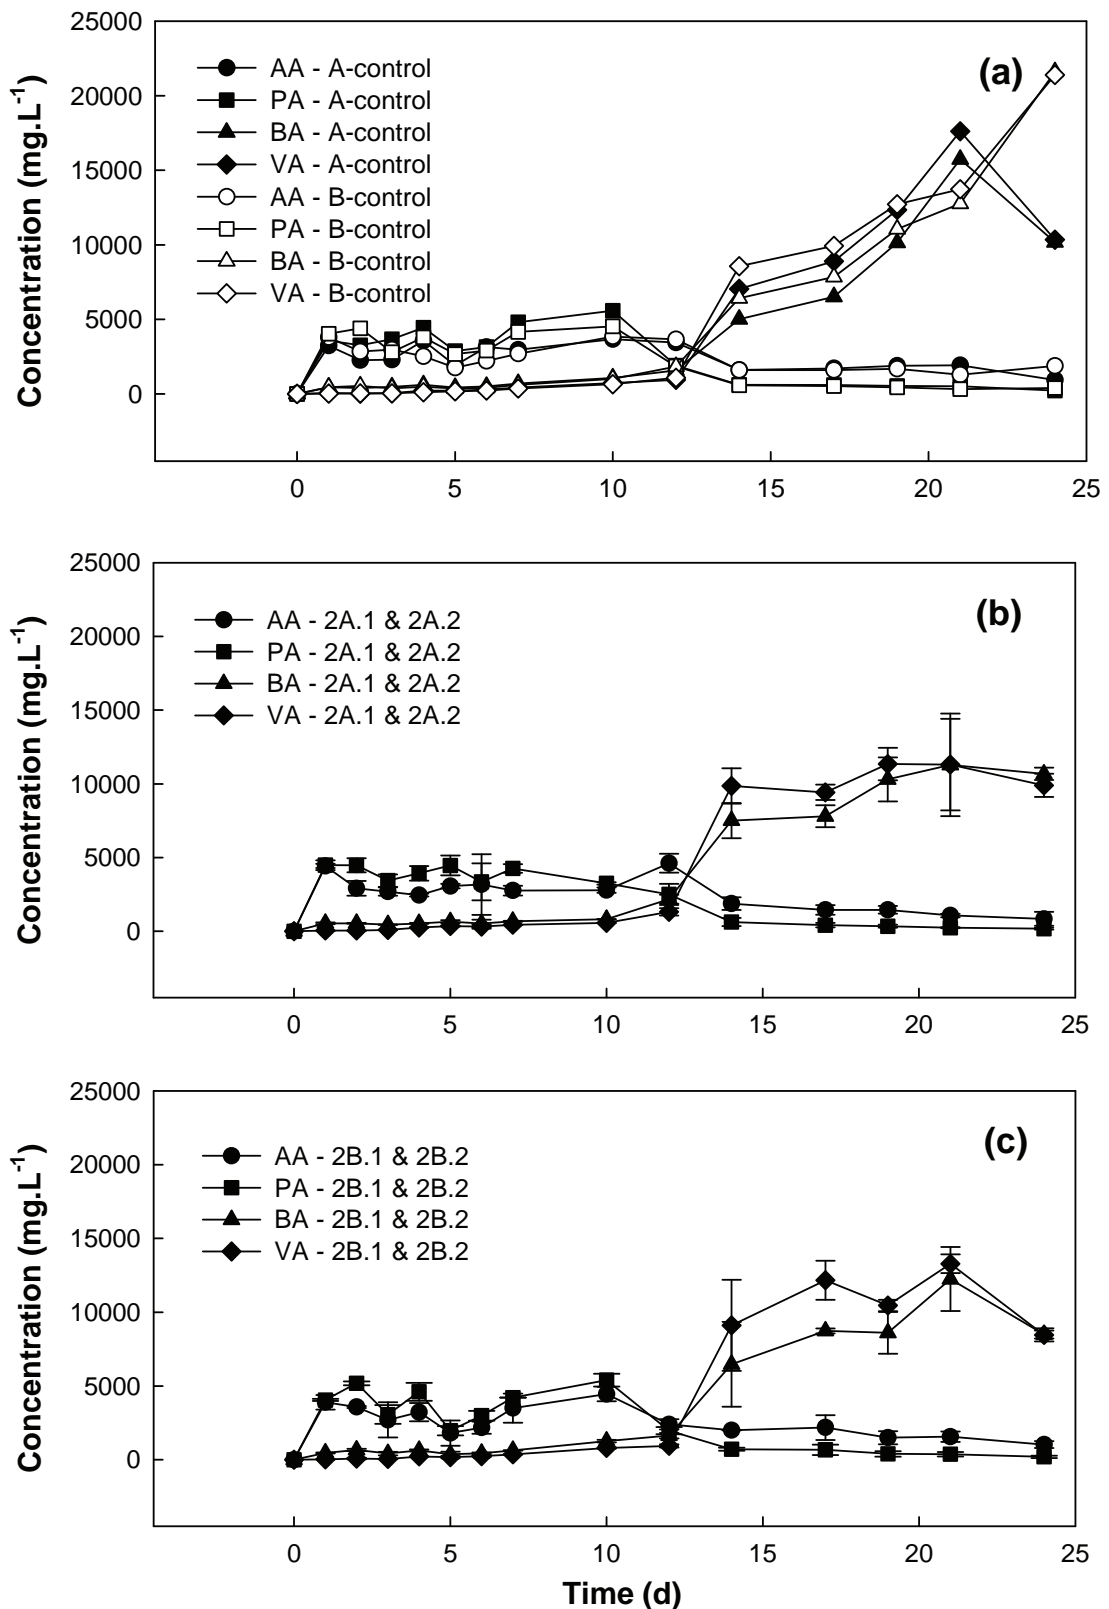 25000
20000
15000
10000
5000
0
Concentration (mg.L⁻¹)
(a)
AA - A-control
PA - A-control
BA - A-control
VA - A-control
AA - B-control
PA - B-control
BA - B-control
VA - B-control
0 5 10 15 20 25
25000
20000
15000
10000
5000
0
Concentration (mg.L⁻¹)
(b)
AA - 2A.1 & 2A.2
PA - 2A.1 & 2A.2
BA - 2A.1 & 2A.2
VA - 2A.1 & 2A.2
0 5 10 15 20 25
25000
20000
15000
10000
5000
0
Concentration (mg.L⁻¹)
(c)
AA - 2B.1 & 2B.2
PA - 2B.1 & 2B.2
BA - 2B.1 & 2B.2
VA - 2B.1 & 2B.2
0 5 10 15 20 25
Time (d)